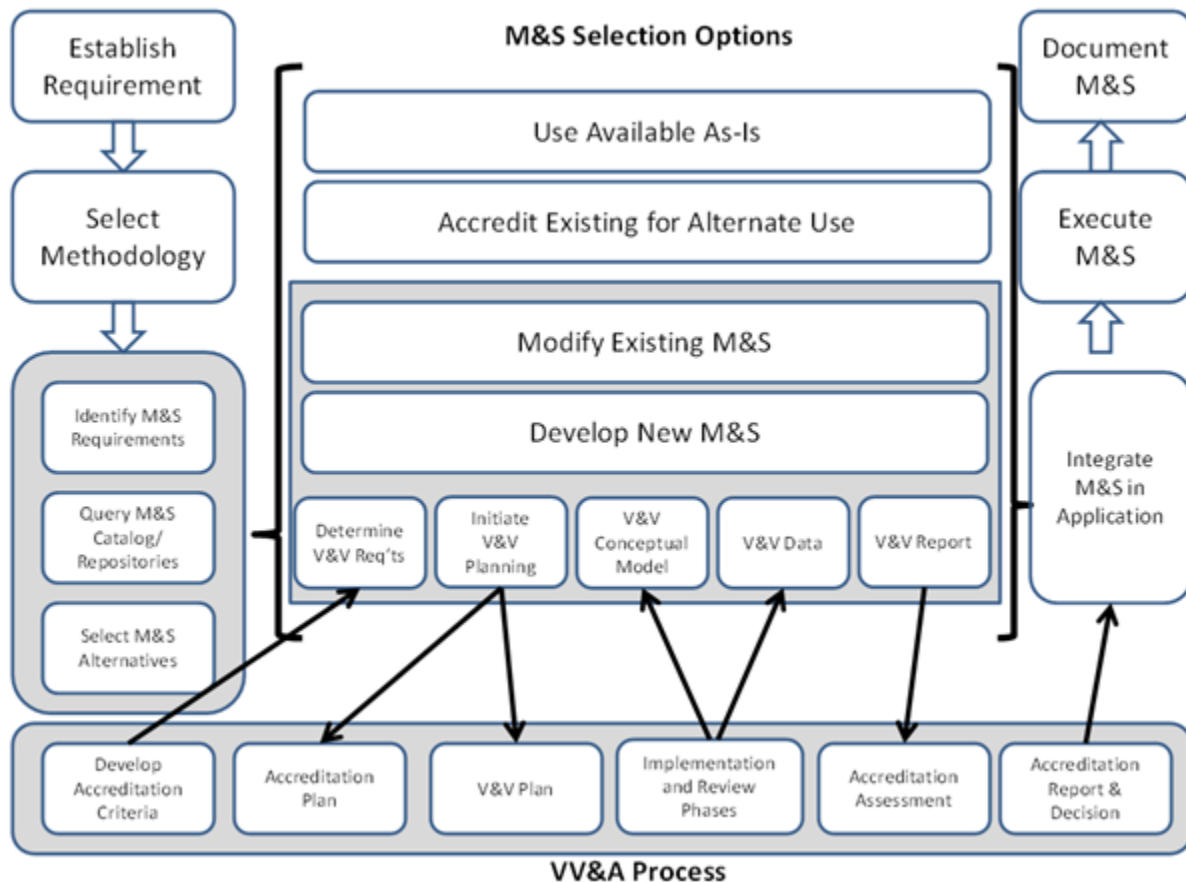 Establish
Requirement
Select
Methodology
Identify M&S
Requirements
Query M&S
Catalog/
Repositories
Select M&S
Alternatives
M&S Selection Options
Use Available As-Is
Accredit Existing for Alternate Use
Modify Existing M&S
Develop New M&S
Determine
V&V Req'ts
Initiate
V&V
Planning
V&V
Conceptual
Model
V&V Data
V&V Report
Document
M&S
Execute
M&S
Integrate
M&S in
Application
Develop
Accreditation
Criteria
Accreditation
Plan
V&V Plan
Implementation
and Review
Phases
Accreditation
Assessment
Accreditation
Report &
Decision
VV&A Process